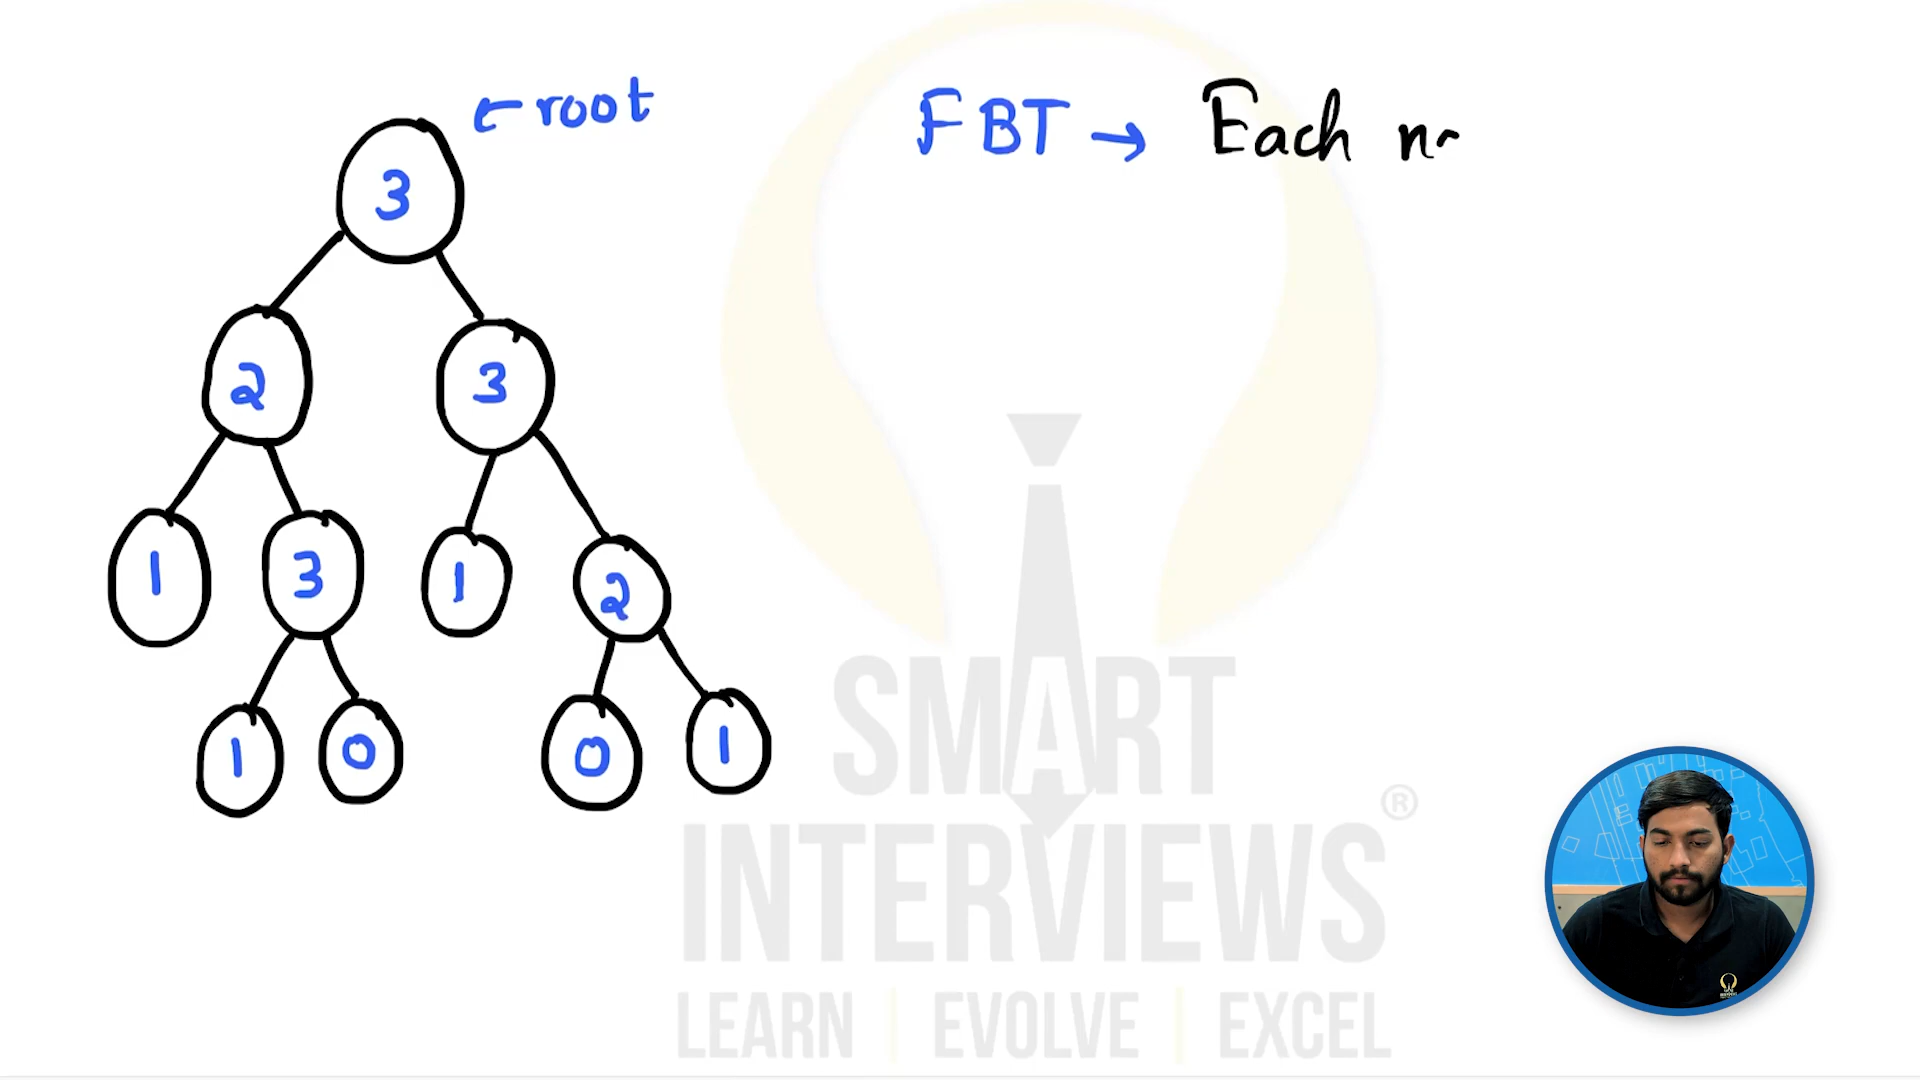 ← root
FBT → Each n
3
2 3
1 3 1 2
1 0 0 1
SMART
INTERVIEWS®
LEARN | EVOLVE | EXCEL